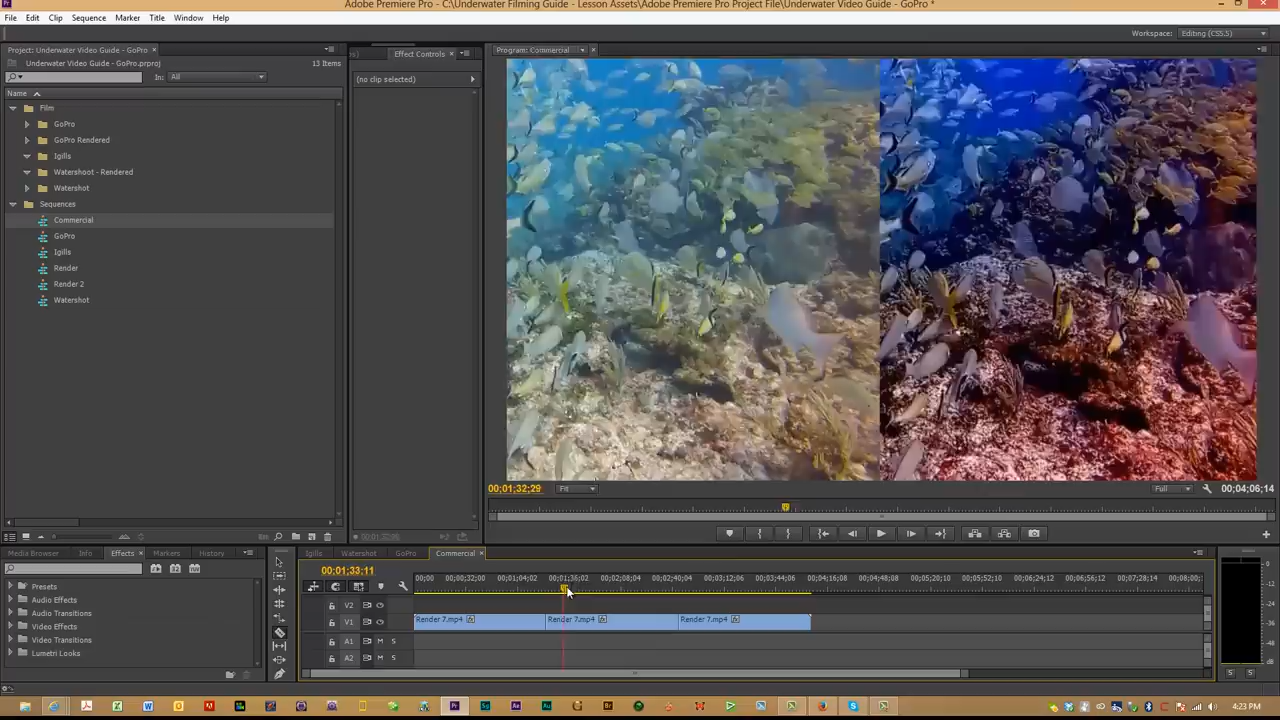 Adobe Premiere Pro - C:\Underwater Filming Guide - Lesson Assets\Adobe Premiere Pro Project File\Underwater Video Guide - GoPro *
File Edit Clip Sequence Marker Title Window Help
Workspace: Editing (CS5.5)
Project: Underwater Video Guide - GoPro
Effect Controls
Program: Commercial
Underwater Video Guide - GoPro.prproj
13 Items
In: All
(no clip selected)
Name
Film
GoPro
GoPro Rendered
Igills
Watershoot - Rendered
Watershot
Sequences
Commercial
GoPro
Igills
Render
Render 2
Watershot
00;01;32;29
Fit
Full
00;04;06;14
Media Browser Info Effects Markers History
Igills Watershot GoPro Commercial
00;01;33;11
00;00 00;00;32;00 00;01;04;02 00;01;36;02 00;02;08;04 00;02;40;04 00;03;12;06 00;03;44;06 00;04;16;08 00;04;48;08 00;05;20;10 00;05;52;10 00;06;24;12 00;06;56;12 00;07;28;14 00;08;00;
Presets
Audio Effects
Audio Transitions
Video Effects
Video Transitions
Lumetri Looks
V2
V1
Render 7.mp4 Render 7.mp4 Render 7.mp4
A1 M S
A2 M S
0
S S
4:23 PM